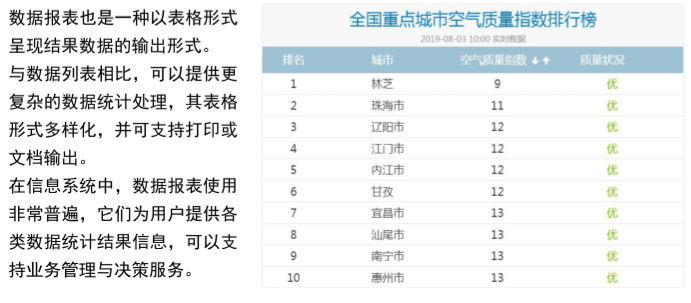 数据报表也是一种以表格形式
呈现结果数据的输出形式。
与数据列表相比，可以提供更
复杂的数据统计处理，其表格
形式多样化，并可支持打印或
文档输出。
在信息系统中，数据报表使用
非常普遍，它们为用户提供各
类数据统计结果信息，可以支
持业务管理与决策服务。
全国重点城市空气质量指数排行榜
2019-08-03 10:00 实时数据
排名 城市 空气质量指数 质量状况
1 林芝 9 优
2 珠海市 11 优
3 辽阳市 12 优
4 江门市 12 优
5 内江市 12 优
6 甘孜 12 优
7 宜昌市 13 优
8 汕尾市 13 优
9 南宁市 13 优
10 惠州市 13 优